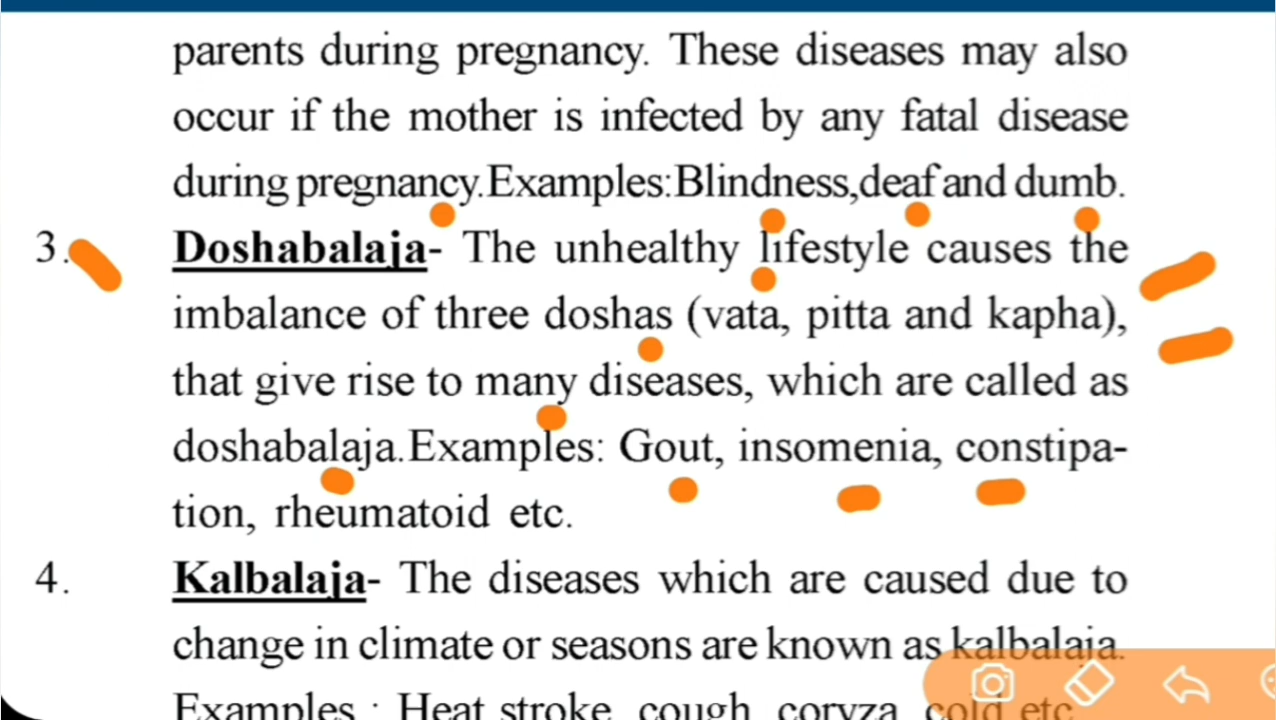 parents during pregnancy. These diseases may also
occur if the mother is infected by any fatal disease
during pregnancy.Examples:Blindness,deaf and dumb.
3. Doshabalaja- The unhealthy lifestyle causes the
imbalance of three doshas (vata, pitta and kapha),
that give rise to many diseases, which are called as
doshabalaja.Examples: Gout, insomenia, constipa-
tion, rheumatoid etc.
4. Kalbalaja- The diseases which are caused due to
change in climate or seasons are known as kalbalaja.
Examples : Heat stroke, cough, coryza, cold etc